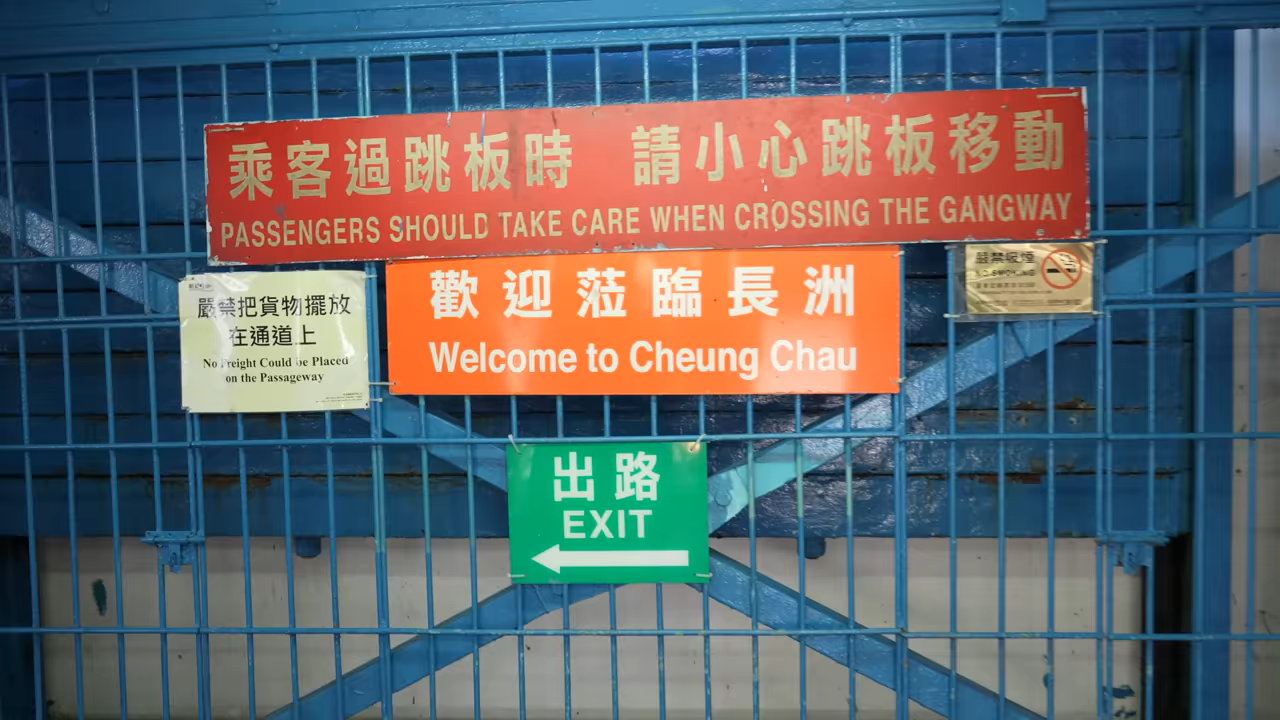 乘客過跳板時 請小心跳板移動
PASSENGERS SHOULD TAKE CARE WHEN CROSSING THE GANGWAY
嚴禁把貨物擺放
在通道上
No Freight Could be Placed
on the Passageway
歡迎蒞臨長洲
Welcome to Cheung Chau
嚴禁吸煙
NO SMOKING
出路
EXIT